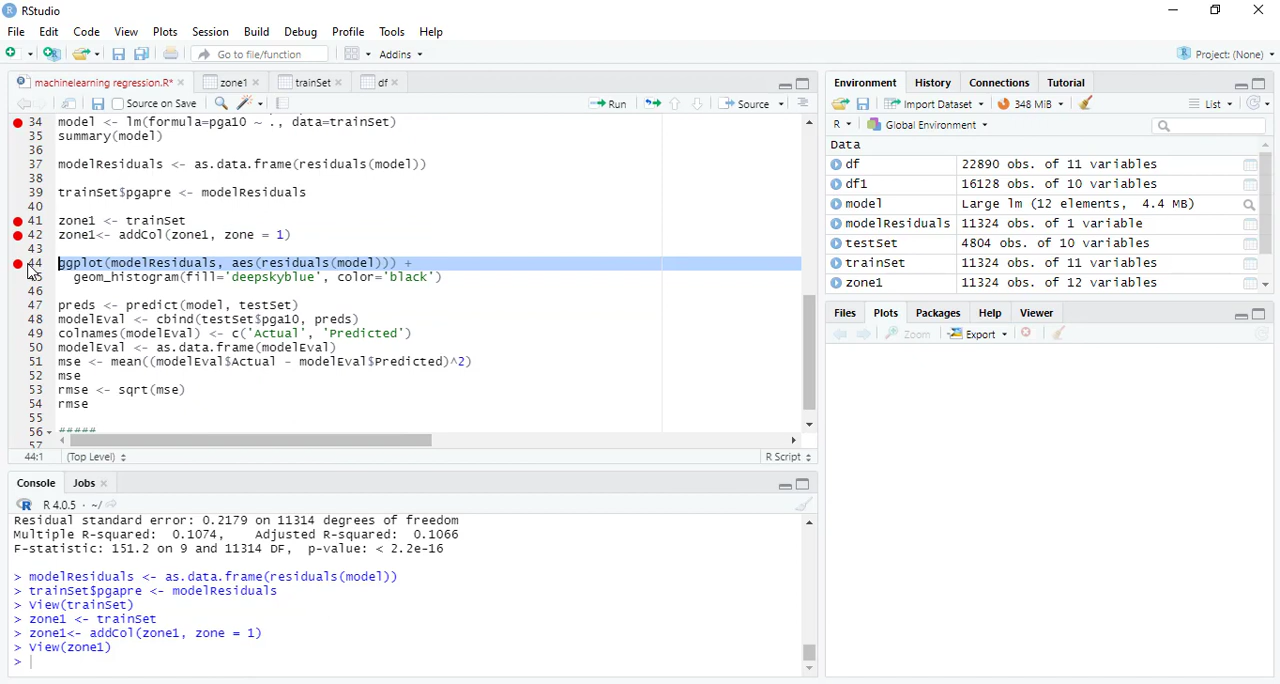 RStudio
File Edit Code View Plots Session Build Debug Profile Tools Help
Go to file/function Addins Project: (None)
machinelearning regression.R* zone1 trainSet df
Source on Save Run Source
34 model <- lm(formula=pga10 ~ ., data=trainSet)
35 summary(model)
36
37 modelResiduals <- as.data.frame(residuals(model))
38
39 trainSet$pgapre <- modelResiduals
40
41 zone1 <- trainSet
42 zone1<- addCol(zone1, zone = 1)
43
44 ggplot(modelResiduals, aes(residuals(model))) +
45 geom_histogram(fill='deepskyblue', color='black')
46
47 preds <- predict(model, testSet)
48 modelEval <- cbind(testSet$pga10, preds)
49 colnames(modelEval) <- c('Actual', 'Predicted')
50 modelEval <- as.data.frame(modelEval)
51 mse <- mean((modelEval$Actual - modelEval$Predicted)^2)
52 mse
53 rmse <- sqrt(mse)
54 rmse
55
56 #####
57
44:1 (Top Level) R Script
Console Jobs
R 4.0.5 · ~/
Residual standard error: 0.2179 on 11314 degrees of freedom
Multiple R-squared: 0.1074, Adjusted R-squared: 0.1066
F-statistic: 151.2 on 9 and 11314 DF, p-value: < 2.2e-16
> modelResiduals <- as.data.frame(residuals(model))
> trainSet$pgapre <- modelResiduals
> View(trainSet)
> zone1 <- trainSet
> zone1<- addCol(zone1, zone = 1)
> View(zone1)
>
Environment History Connections Tutorial
Import Dataset 348 MiB List
R Global Environment
Data
df 22890 obs. of 11 variables
df1 16128 obs. of 10 variables
model Large lm (12 elements, 4.4 MB)
modelResiduals 11324 obs. of 1 variable
testSet 4804 obs. of 10 variables
trainSet 11324 obs. of 11 variables
zone1 11324 obs. of 12 variables
Files Plots Packages Help Viewer
Zoom Export